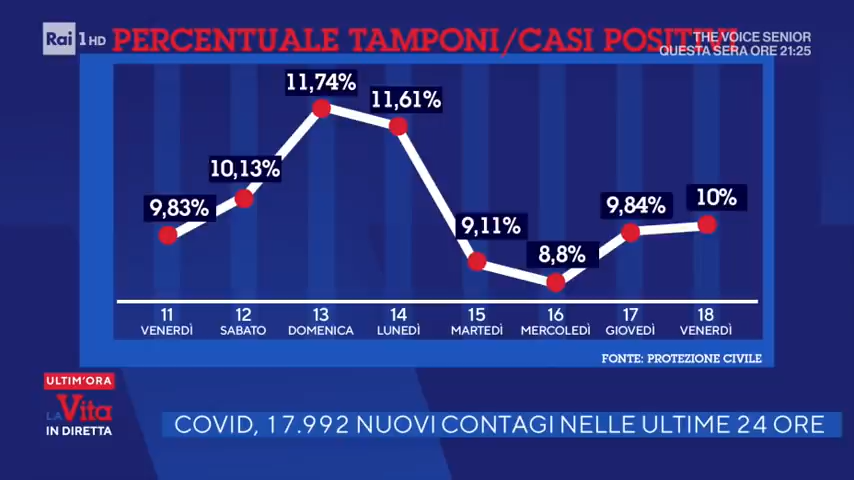 Rai 1 HD
PERCENTUALE TAMPONI/CASI POSITIVI
THE VOICE SENIOR
QUESTA SERA ORE 21:25
11,74%
11,61%
10,13%
9,83%
9,11%
8,8%
9,84%
10%
11 12 13 14 15 16 17 18
VENERDÌ SABATO DOMENICA LUNEDÌ MARTEDÌ MERCOLEDÌ GIOVEDÌ VENERDÌ
FONTE: PROTEZIONE CIVILE
ULTIM'ORA
LA Vita
IN DIRETTA
COVID, 17.992 NUOVI CONTAGI NELLE ULTIME 24 ORE